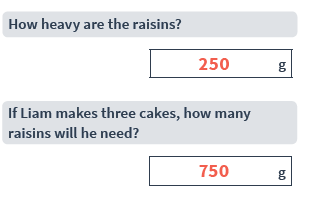 How heavy are the raisins?
250 g
If Liam makes three cakes, how many
raisins will he need?
750 g